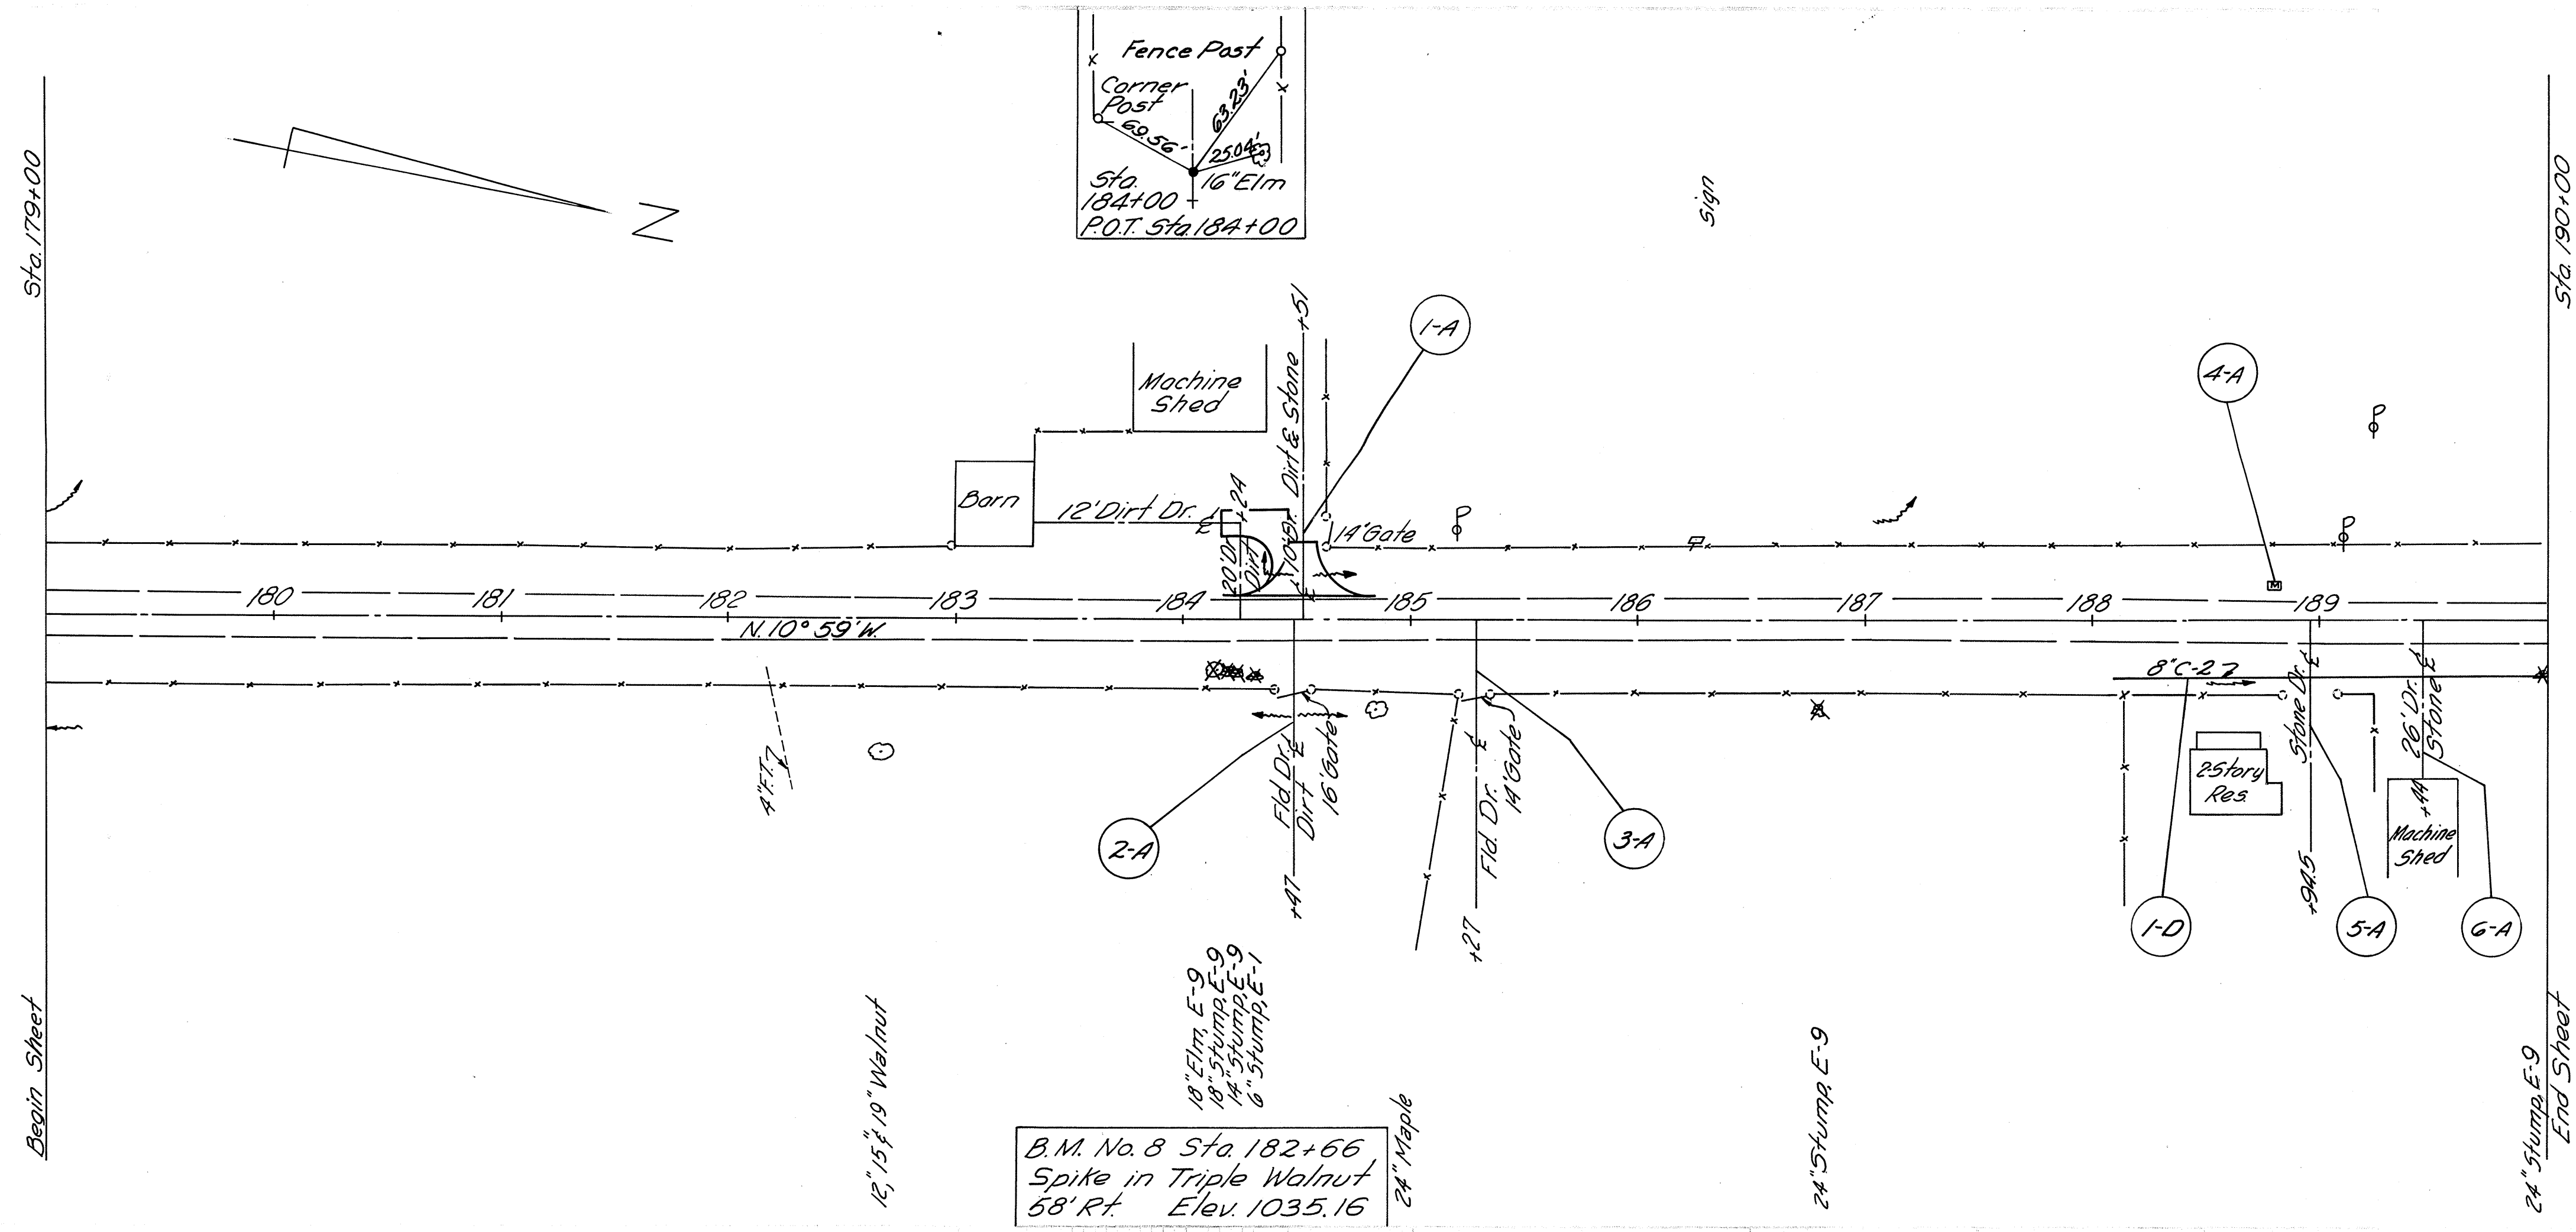 Fence Post
Corner
Post
69.56'
63.23'
25.04'
Sta.
184+00
16" Elm
P.O.T. Sta. 184+00
Sta. 179+00
N
Sign
Sta. 190+00
Machine
Shed
Barn
12' Dirt Dr.
+24
20' Dr.
Dirt
10' Dr. Dirt & Stone +51
14' Gate
1-A
4-A
M
180 181 182 183 184 185 186 187 188 189
N. 10° 59' W.
4" F.T.
2-A
Fld. Dr.
Dirt
+47
16' Gate
Fld. Dr.
+27
14' Gate
3-A
8" C-2
2-Story
Res.
Stone Dr.
+94.5
26' Dr.
Stone
+44
Machine
Shed
1-D
5-A
6-A
Begin Sheet
12", 15" & 19" Walnut
18" Elm, E-9
18" Stump, E-9
14" Stump, E-9
6" Stump, E-1
24" Maple
24" Stump, E-9
24" Stump, E-9
End Sheet
B.M. No. 8 Sta. 182+66
Spike in Triple Walnut
58' Rt. Elev. 1035.16